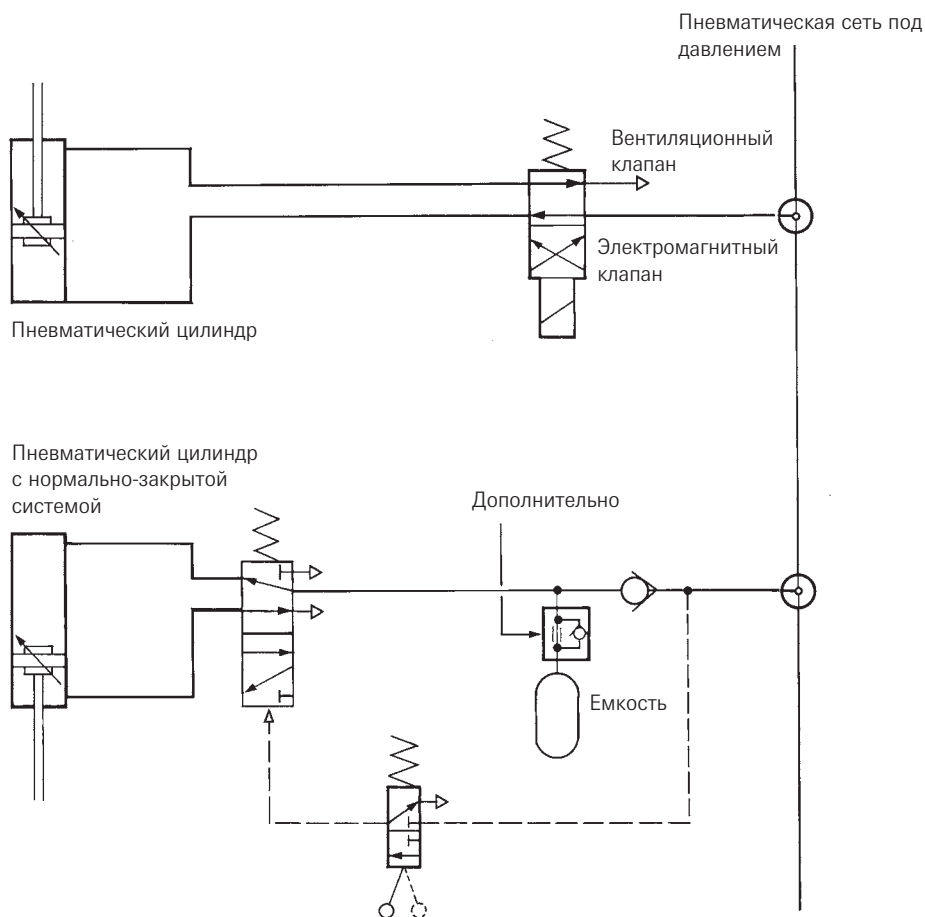 Пневматическая сеть под
давлением
Вентиляционный
клапан
Электромагнитный
клапан
Пневматический цилиндр
Пневматический цилиндр
с нормально-закрытой
системой
Дополнительно
Емкость